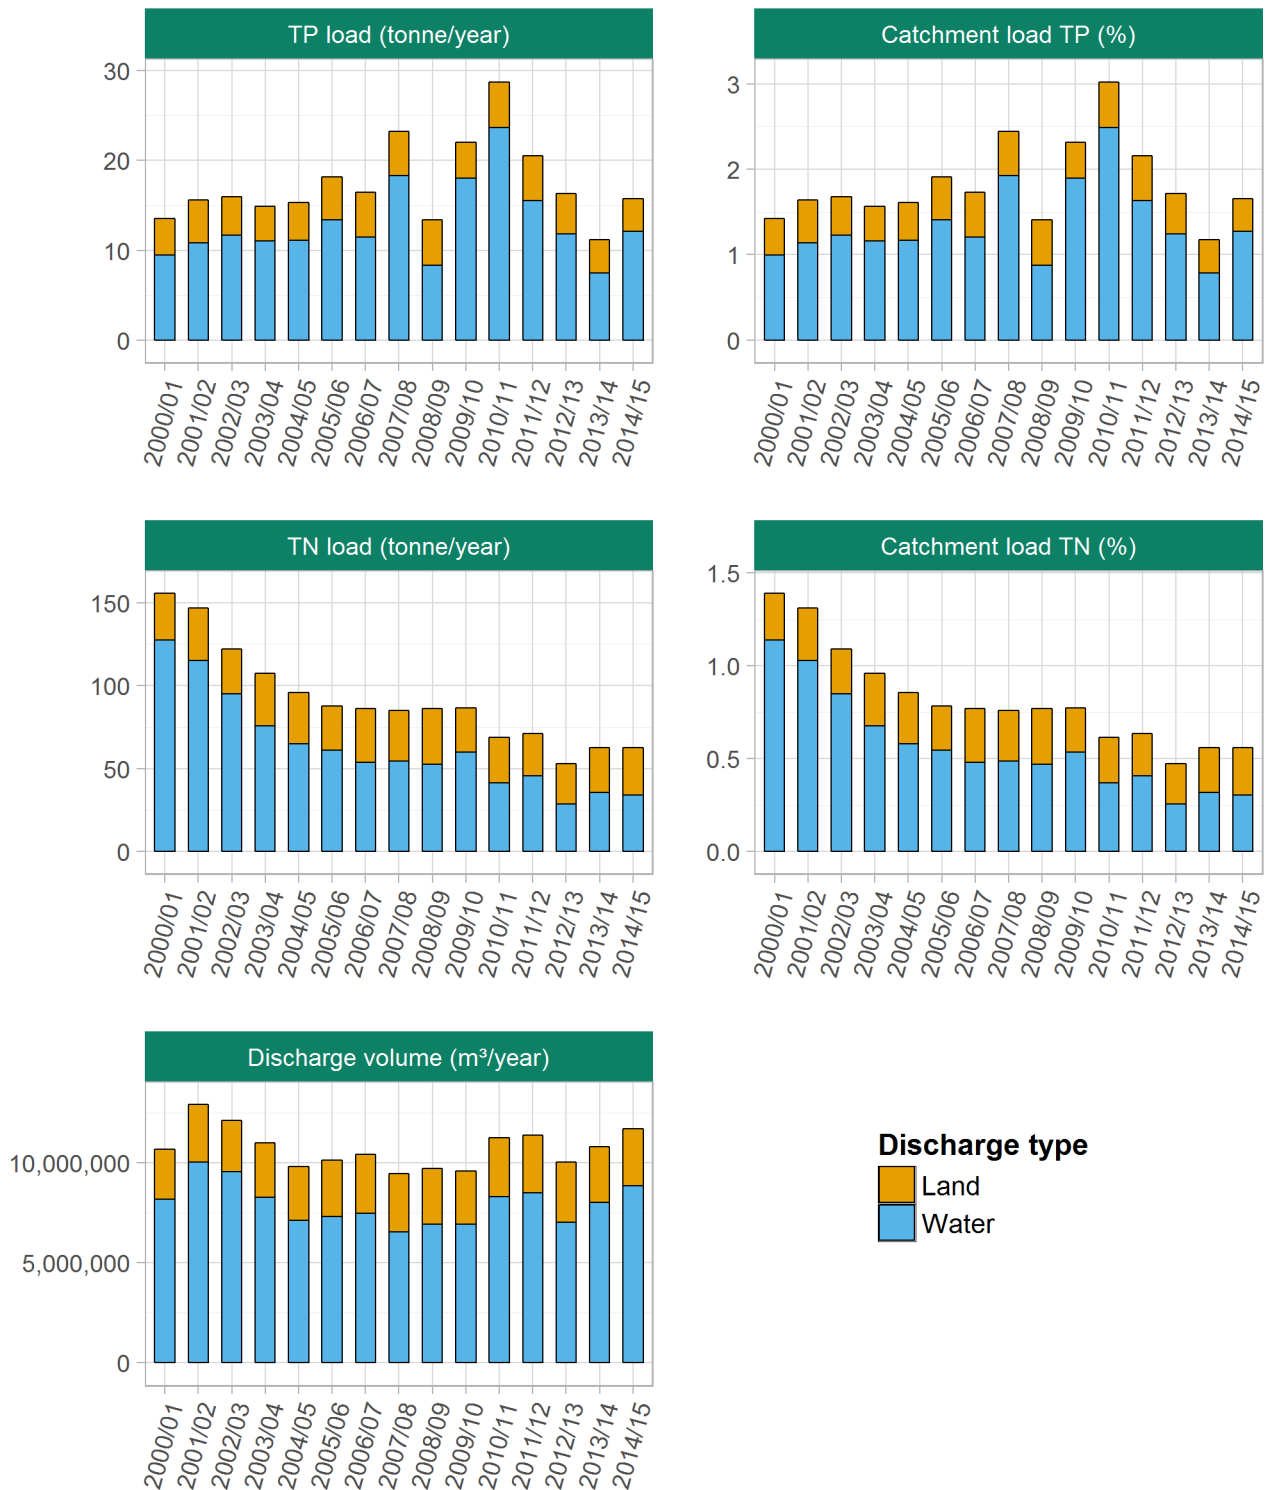 TP load (tonne/year)
30
20
10
0
2000/01 2001/02 2002/03 2003/04 2004/05 2005/06 2006/07 2007/08 2008/09 2009/10 2010/11 2011/12 2012/13 2013/14 2014/15
Catchment load TP (%)
3
2
1
0
2000/01 2001/02 2002/03 2003/04 2004/05 2005/06 2006/07 2007/08 2008/09 2009/10 2010/11 2011/12 2012/13 2013/14 2014/15
TN load (tonne/year)
150
100
50
0
2000/01 2001/02 2002/03 2003/04 2004/05 2005/06 2006/07 2007/08 2008/09 2009/10 2010/11 2011/12 2012/13 2013/14 2014/15
Catchment load TN (%)
1.5
1.0
0.5
0.0
2000/01 2001/02 2002/03 2003/04 2004/05 2005/06 2006/07 2007/08 2008/09 2009/10 2010/11 2011/12 2012/13 2013/14 2014/15
Discharge volume (m³/year)
10,000,000
5,000,000
0
2000/01 2001/02 2002/03 2003/04 2004/05 2005/06 2006/07 2007/08 2008/09 2009/10 2010/11 2011/12 2012/13 2013/14 2014/15
Discharge type
Land
Water